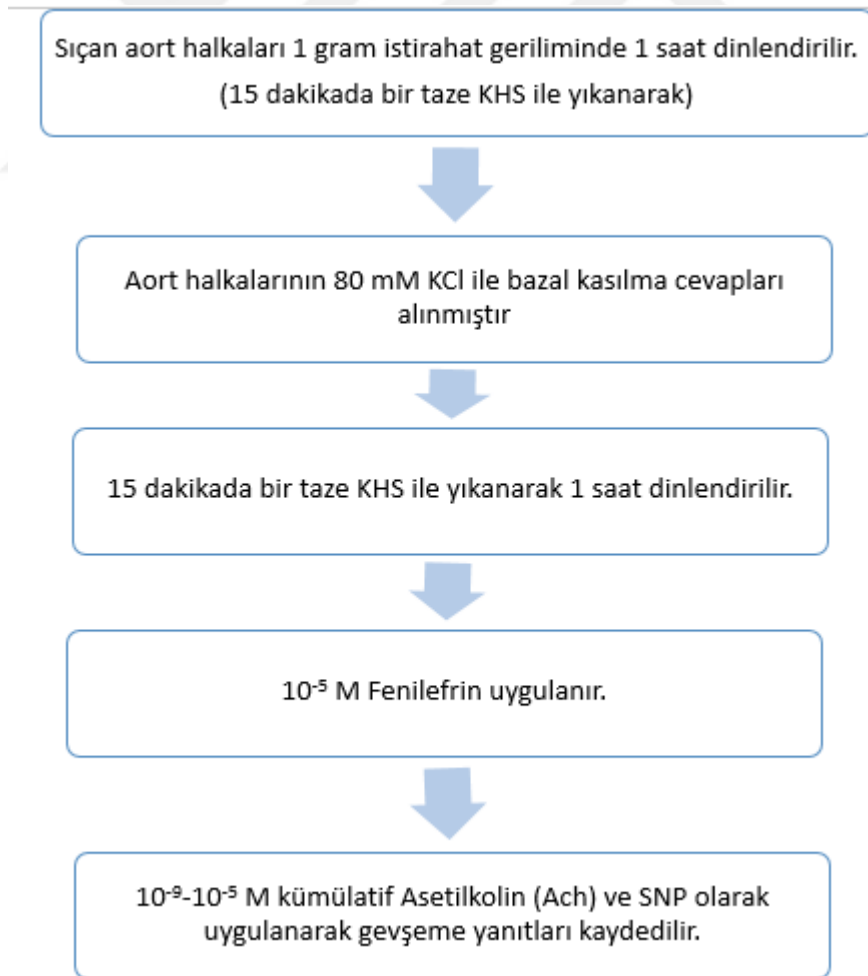 Sıçan aort halkaları 1 gram istirahat geriliminde 1 saat dinlendirilir.
(15 dakikada bir taze KHS ile yıkanarak)
Aort halkalarının 80 mM KCl ile bazal kasılma cevapları
alınmıştır
15 dakikada bir taze KHS ile yıkanarak 1 saat dinlendirilir.
10⁻⁵ M Fenilefrin uygulanır.
10⁻⁹-10⁻⁵ M kümülatif Asetilkolin (Ach) ve SNP olarak
uygulanarak gevşeme yanıtları kaydedilir.